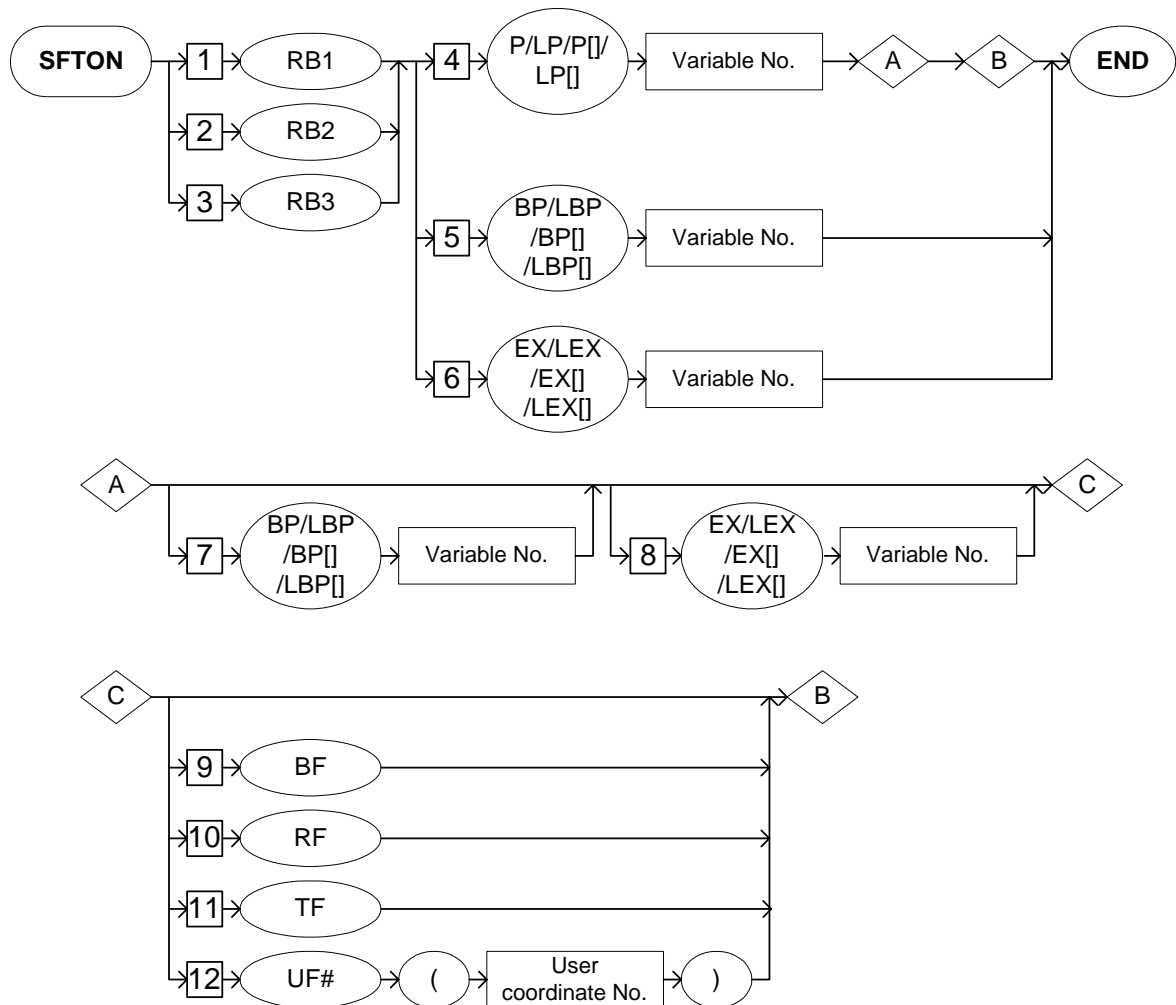 SFTON
1
RB1
4
P/LP/P[]/
LP[]
Variable No.
A
B
END
2
RB2
3
RB3
5
BP/LBP
/BP[]
/LBP[]
Variable No.
6
EX/LEX
/EX[]
/LEX[]
Variable No.
A
C
7
BP/LBP
/BP[]
/LBP[]
Variable No.
8
EX/LEX
/EX[]
/LEX[]
Variable No.
C
B
9
BF
10
RF
11
TF
12
UF#
(
User
coordinate No.
)